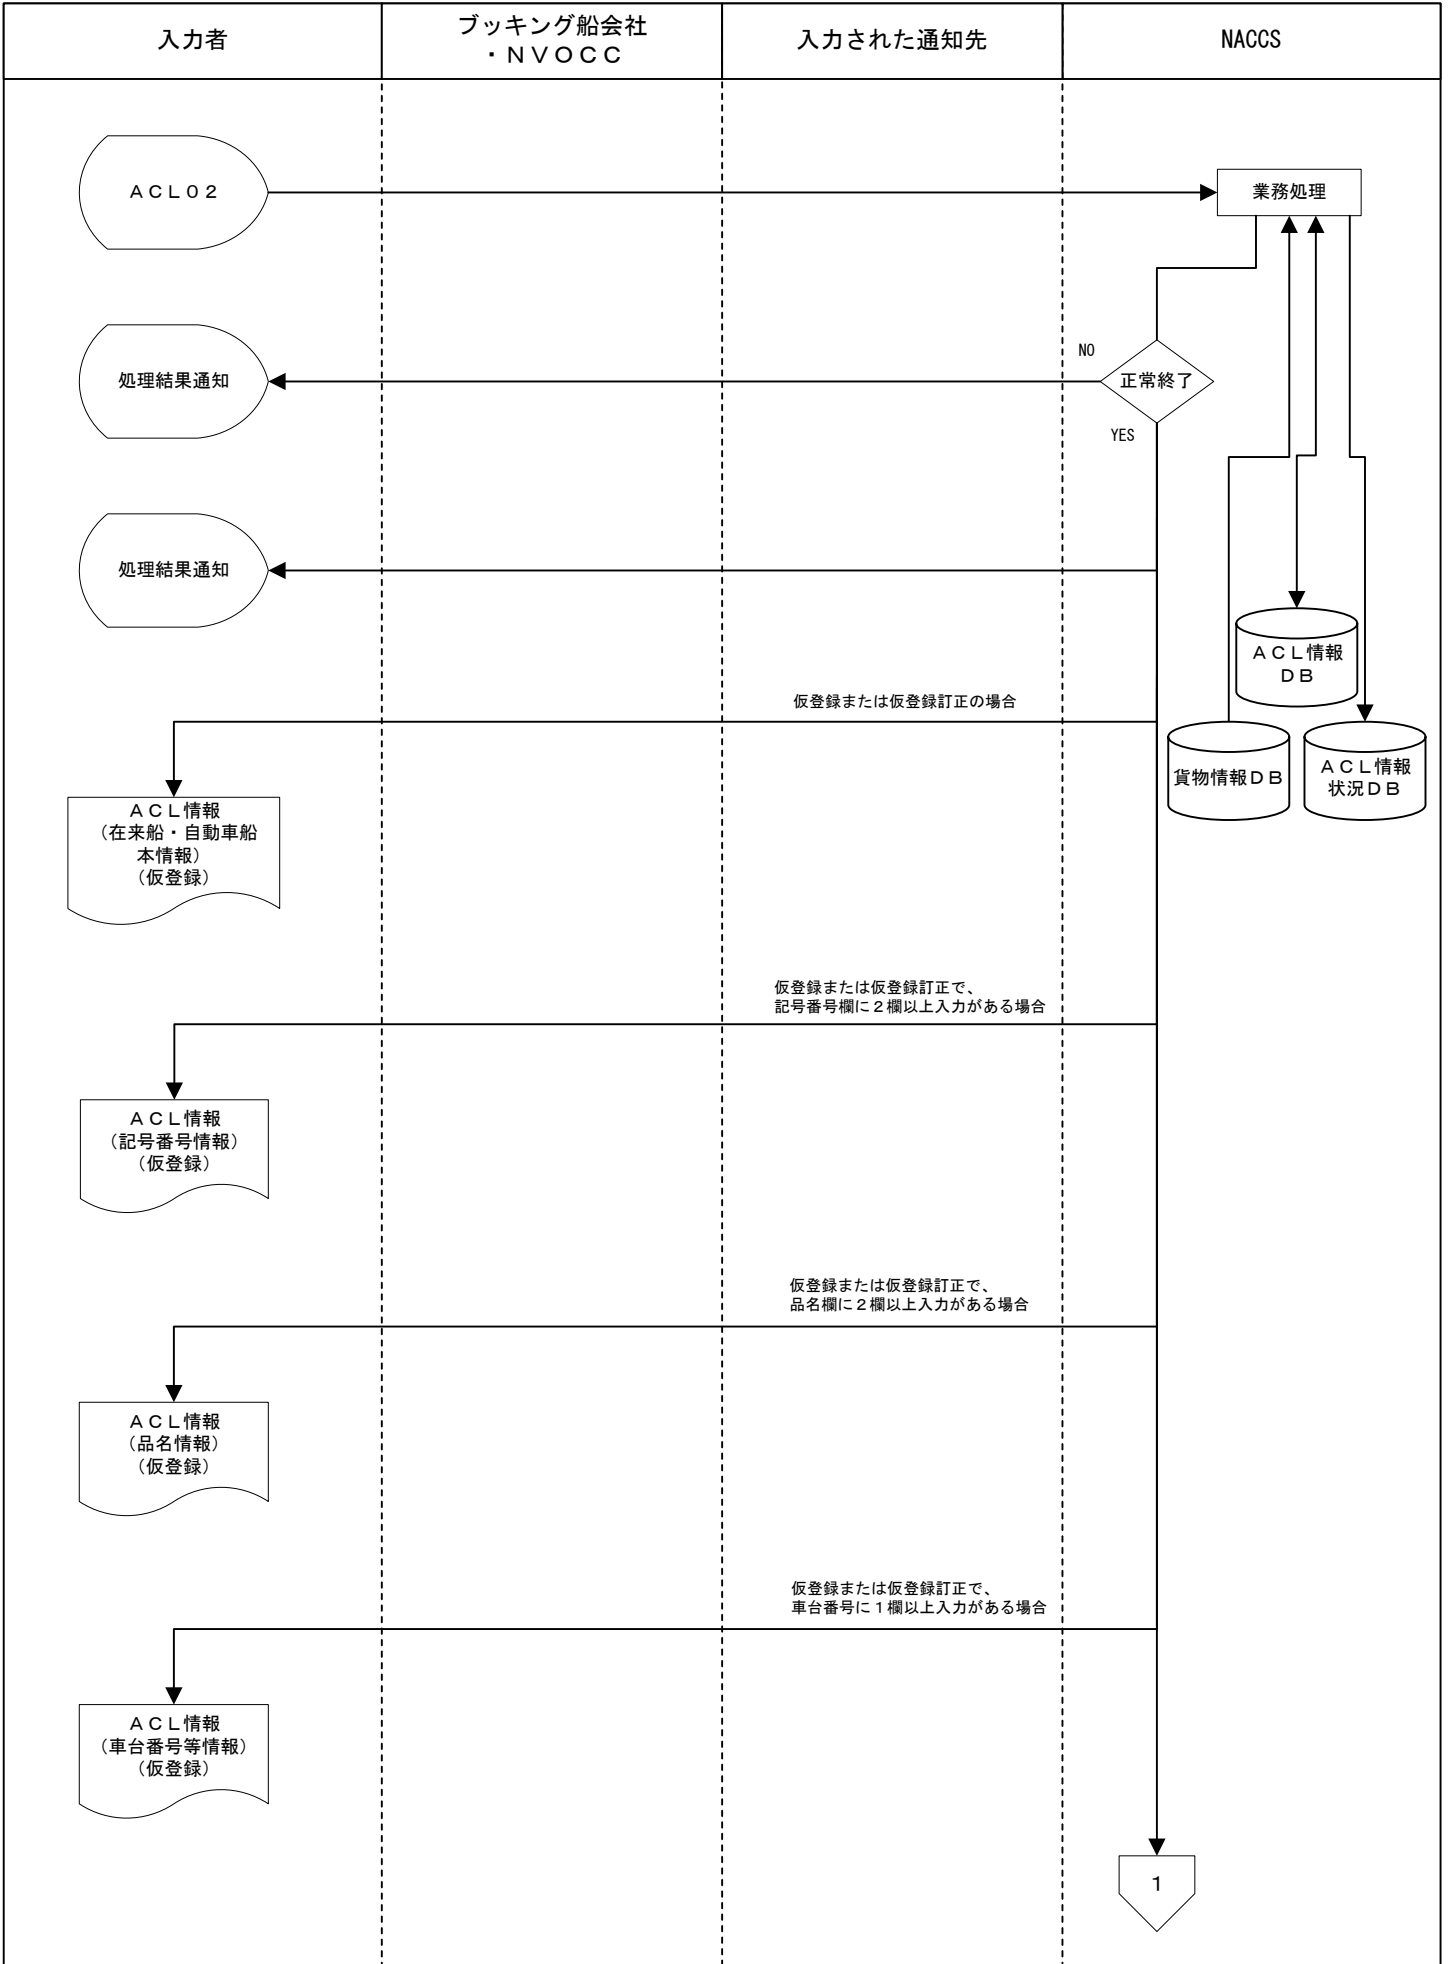 入力者
ブッキング船会社
・ＮＶＯＣＣ
入力された通知先
NACCS
ＡＣＬ０２
業務処理
NO
処理結果通知
正常終了
YES
処理結果通知
ＡＣＬ情報
ＤＢ
仮登録または仮登録訂正の場合
貨物情報ＤＢ
ＡＣＬ情報
状況ＤＢ
ＡＣＬ情報
（在来船・自動車船
本情報）
（仮登録）
仮登録または仮登録訂正で、
記号番号欄に２欄以上入力がある場合
ＡＣＬ情報
（記号番号情報）
（仮登録）
仮登録または仮登録訂正で、
品名欄に２欄以上入力がある場合
ＡＣＬ情報
（品名情報）
（仮登録）
仮登録または仮登録訂正で、
車台番号に１欄以上入力がある場合
ＡＣＬ情報
（車台番号等情報）
（仮登録）
１